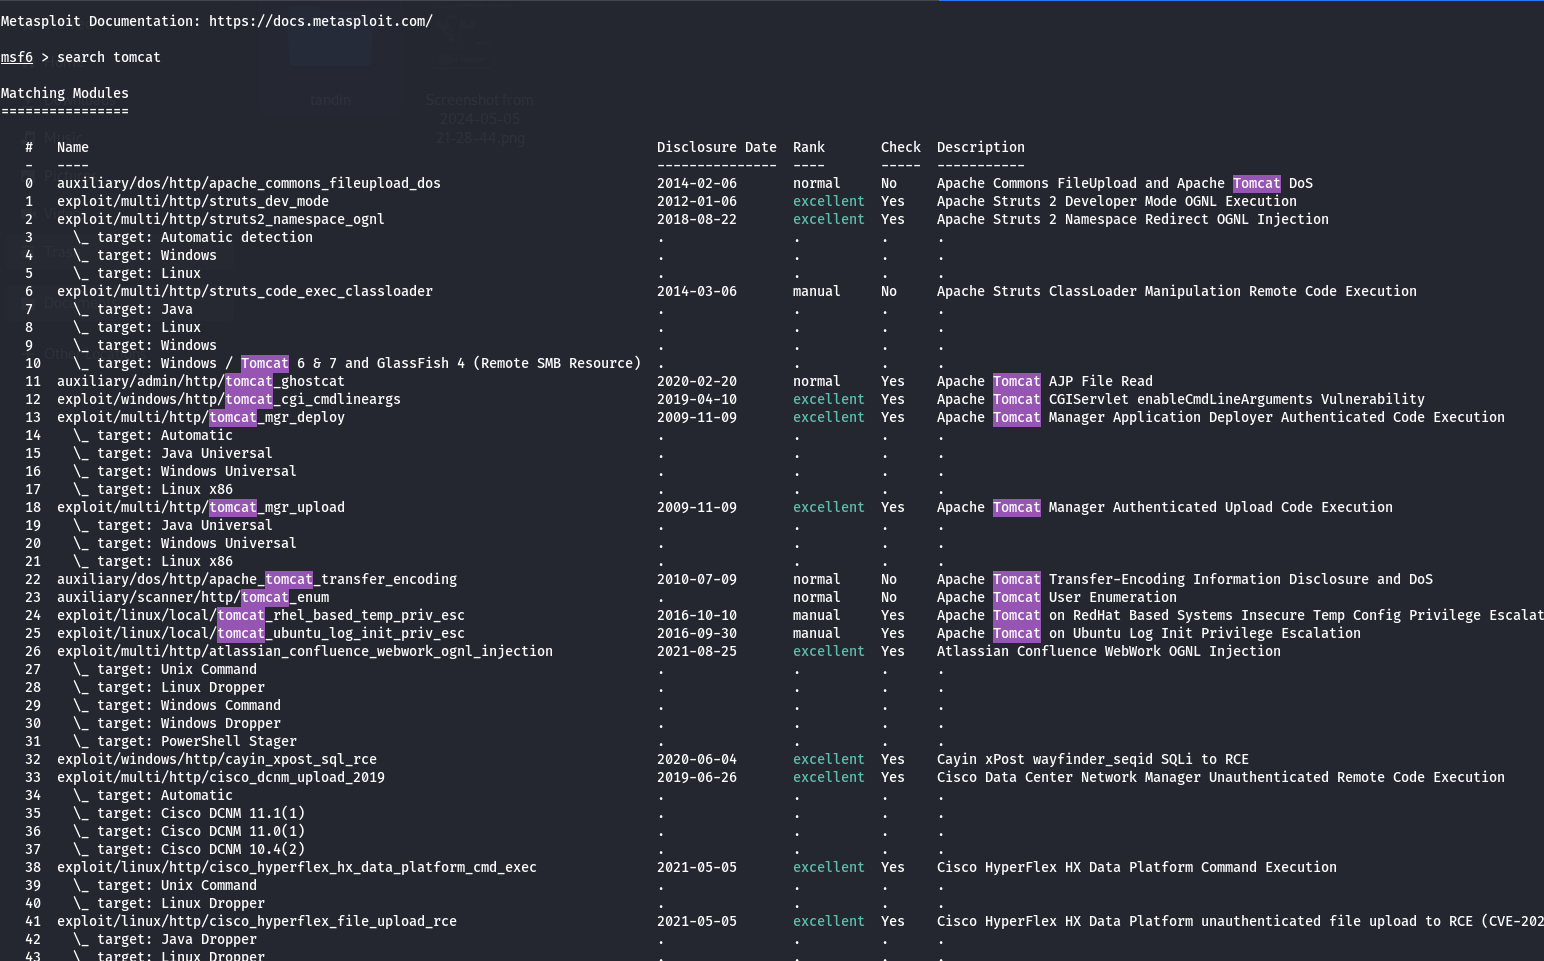 Metasploit Documentation: https://docs.metasploit.com/
msf6 > search tomcat
Matching Modules
================
# Name Disclosure Date Rank Check Description
- ---- --------------- ---- ----- -----------
0 auxiliary/dos/http/apache_commons_fileupload_dos 2014-02-06 normal No Apache Commons FileUpload and Apache Tomcat DoS
1 exploit/multi/http/struts_dev_mode 2012-01-06 excellent Yes Apache Struts 2 Developer Mode OGNL Execution
2 exploit/multi/http/struts2_namespace_ognl 2018-08-22 excellent Yes Apache Struts 2 Namespace Redirect OGNL Injection
3 \_ target: Automatic detection . . . .
4 \_ target: Windows . . . .
5 \_ target: Linux . . . .
6 exploit/multi/http/struts_code_exec_classloader 2014-03-06 manual No Apache Struts ClassLoader Manipulation Remote Code Execution
7 \_ target: Java . . . .
8 \_ target: Linux . . . .
9 \_ target: Windows . . . .
10 \_ target: Windows / Tomcat 6 & 7 and GlassFish 4 (Remote SMB Resource) . . . .
11 auxiliary/admin/http/tomcat_ghostcat 2020-02-20 normal Yes Apache Tomcat AJP File Read
12 exploit/windows/http/tomcat_cgi_cmdlineargs 2019-04-10 excellent Yes Apache Tomcat CGIServlet enableCmdLineArguments Vulnerability
13 exploit/multi/http/tomcat_mgr_deploy 2009-11-09 excellent Yes Apache Tomcat Manager Application Deployer Authenticated Code Execution
14 \_ target: Automatic . . . .
15 \_ target: Java Universal . . . .
16 \_ target: Windows Universal . . . .
17 \_ target: Linux x86 . . . .
18 exploit/multi/http/tomcat_mgr_upload 2009-11-09 excellent Yes Apache Tomcat Manager Authenticated Upload Code Execution
19 \_ target: Java Universal . . . .
20 \_ target: Windows Universal . . . .
21 \_ target: Linux x86 . . . .
22 auxiliary/dos/http/apache_tomcat_transfer_encoding 2010-07-09 normal No Apache Tomcat Transfer-Encoding Information Disclosure and DoS
23 auxiliary/scanner/http/tomcat_enum . normal No Apache Tomcat User Enumeration
24 exploit/linux/local/tomcat_rhel_based_temp_priv_esc 2016-10-10 manual Yes Apache Tomcat on RedHat Based Systems Insecure Temp Config Privilege Escalat
25 exploit/linux/local/tomcat_ubuntu_log_init_priv_esc 2016-09-30 manual Yes Apache Tomcat on Ubuntu Log Init Privilege Escalation
26 exploit/multi/http/atlassian_confluence_webwork_ognl_injection 2021-08-25 excellent Yes Atlassian Confluence WebWork OGNL Injection
27 \_ target: Unix Command . . . .
28 \_ target: Linux Dropper . . . .
29 \_ target: Windows Command . . . .
30 \_ target: Windows Dropper . . . .
31 \_ target: PowerShell Stager . . . .
32 exploit/windows/http/cayin_xpost_sql_rce 2020-06-04 excellent Yes Cayin xPost wayfinder_seqid SQLi to RCE
33 exploit/multi/http/cisco_dcnm_upload_2019 2019-06-26 excellent Yes Cisco Data Center Network Manager Unauthenticated Remote Code Execution
34 \_ target: Automatic . . . .
35 \_ target: Cisco DCNM 11.1(1) . . . .
36 \_ target: Cisco DCNM 11.0(1) . . . .
37 \_ target: Cisco DCNM 10.4(2) . . . .
38 exploit/linux/http/cisco_hyperflex_hx_data_platform_cmd_exec 2021-05-05 excellent Yes Cisco HyperFlex HX Data Platform Command Execution
39 \_ target: Unix Command . . . .
40 \_ target: Linux Dropper . . . .
41 exploit/linux/http/cisco_hyperflex_file_upload_rce 2021-05-05 excellent Yes Cisco HyperFlex HX Data Platform unauthenticated file upload to RCE (CVE-202
42 \_ target: Java Dropper . . . .
43 \_ target: Linux Dropper . . . .
tandin
Screenshot from
2024-05-05
21-28-44.png